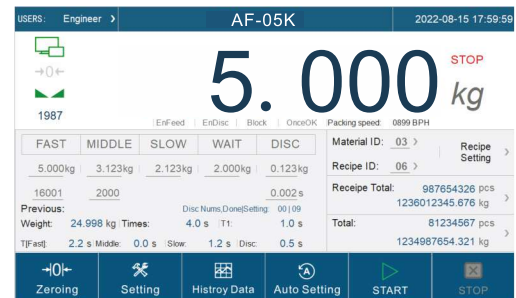 USERS: Engineer > AF-05K 2022-08-15 17:59:59
→0← 5.000 STOP
kg
1987 EnFeed | EnDisc | Block | OnceOK Packing speed: 0899 BPH
FAST MIDDLE SLOW WAIT DISC Material ID: 03 > Recipe Setting >
5.000kg 3.123kg 2.123kg 2.000kg 0.123kg Recipe ID: 06 >
16001 2000 0.002 s Receipe Total: 987654326 pcs
Previous: Disc Nums,Done|Setting: 00|09 1236012345.676 kg >
Weight: 24.998 kg Times: 4.0 s T1: 1.0 s Total: 81234567 pcs
T[Fast]: 2.2 s Middle: 0.0 s Slow: 1.2 s Disc: 0.5 s 1234987654.321 kg >
→0← Zeroing Setting Histroy Data Auto Setting START STOP